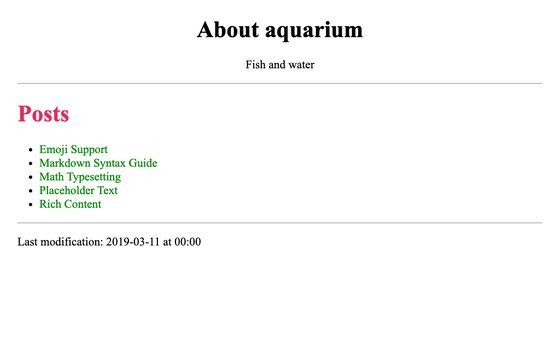 About aquarium
Fish and water
Posts
Emoji Support
Markdown Syntax Guide
Math Typesetting
Placeholder Text
Rich Content
Last modification: 2019-03-11 at 00:00